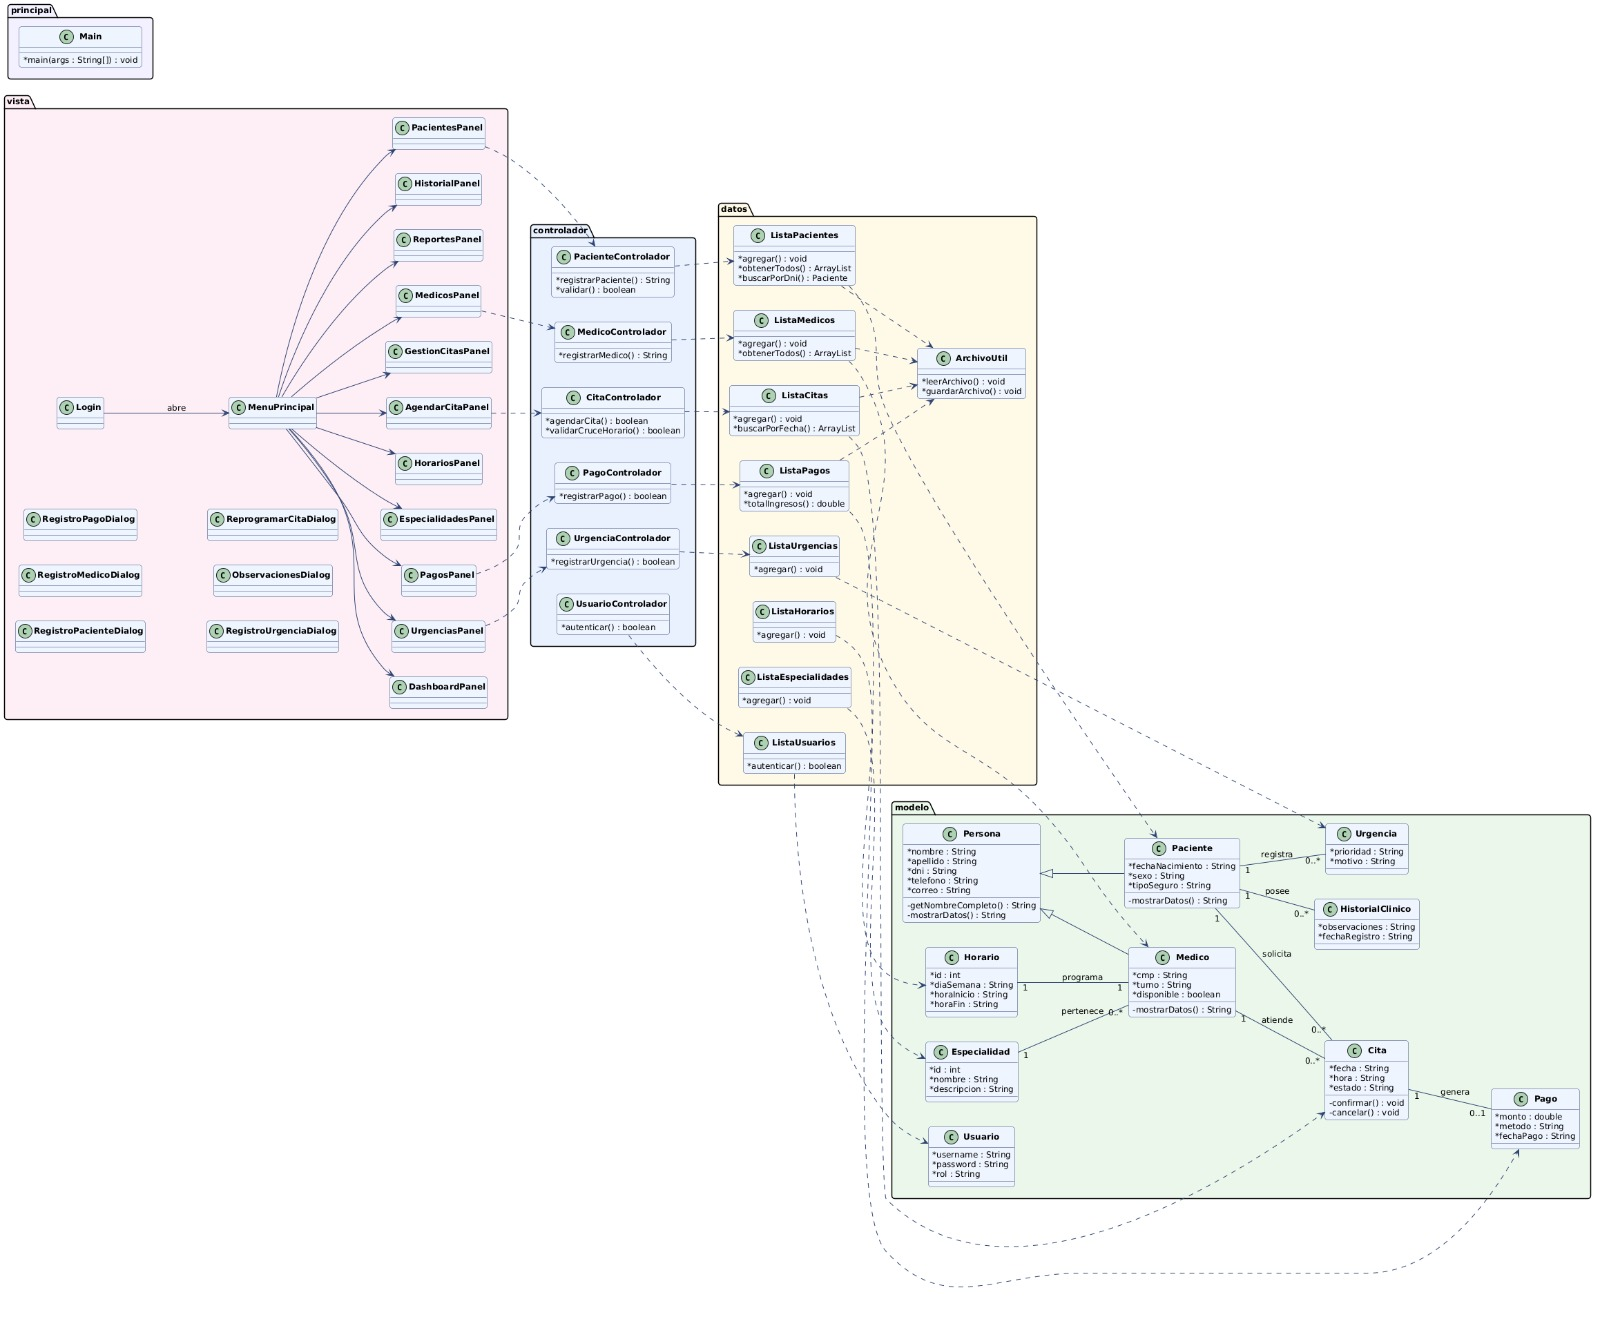 principal
C Main
*main(args : String[]) : void
vista
C PacientesPanel
C HistorialPanel
C ReportesPanel
C MedicosPanel
C GestionCitasPanel
C Login
abre
C MenuPrincipal
C AgendarCitaPanel
C HorariosPanel
C RegistroPagoDialog
C ReprogramarCitaDialog
C EspecialidadesPanel
C RegistroMedicoDialog
C ObservacionesDialog
C PagosPanel
C RegistroPacienteDialog
C RegistroUrgenciaDialog
C UrgenciasPanel
C DashboardPanel
controlador
C PacienteControlador
*registrarPaciente() : String
*validar() : boolean
C MedicoControlador
*registrarMedico() : String
C CitaControlador
*agendarCita() : boolean
*validarCruceHorario() : boolean
C PagoControlador
*registrarPago() : boolean
C UrgenciaControlador
*registrarUrgencia() : boolean
C UsuarioControlador
*autenticar() : boolean
datos
C ListaPacientes
*agregar() : void
*obtenerTodos() : ArrayList
*buscarPorDni() : Paciente
C ListaMedicos
*agregar() : void
*obtenerTodos() : ArrayList
C ListaCitas
*agregar() : void
*buscarPorFecha() : ArrayList
C ListaPagos
*agregar() : void
*totalIngresos() : double
C ListaUrgencias
*agregar() : void
C ListaHorarios
*agregar() : void
C ListaEspecialidades
*agregar() : void
C ListaUsuarios
*autenticar() : boolean
C ArchivoUtil
*leerArchivo() : void
*guardarArchivo() : void
modelo
C Persona
*nombre : String
*apellido : String
*dni : String
*telefono : String
*correo : String
-getNombreCompleto() : String
-mostrarDatos() : String
C Paciente
*fechaNacimiento : String
*sexo : String
*tipoSeguro : String
-mostrarDatos() : String
1
registra
0..*
1
posee
0..*
1
solicita
0..*
C Urgencia
*prioridad : String
*motivo : String
C HistorialClinico
*observaciones : String
*fechaRegistro : String
C Horario
*id : int
*diaSemana : String
*horaInicio : String
*horaFin : String
1
programa
1
C Medico
*cmp : String
*turno : String
*disponible : boolean
-mostrarDatos() : String
1
atiende
0..*
C Especialidad
*id : int
*nombre : String
*descripcion : String
1
pertenece
0..*
C Cita
*fecha : String
*hora : String
*estado : String
-confirmar() : void
-cancelar() : void
1
genera
0..1
C Pago
*monto : double
*metodo : String
*fechaPago : String
C Usuario
*username : String
*password : String
*rol : String